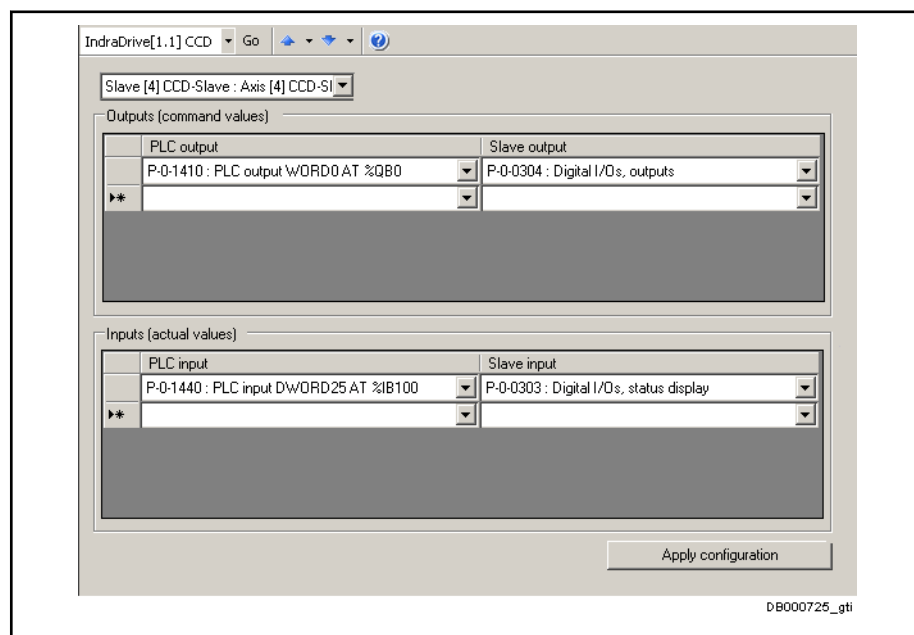 IndraDrive[1.1] CCD Go
Slave [4] CCD-Slave : Axis [4] CCD-Sl
Outputs (command values)
PLC output Slave output
P-0-1410 : PLC output WORD0 AT %QB0 P-0-0304 : Digital I/Os, outputs
Inputs (actual values)
PLC input Slave input
P-0-1440 : PLC input DWORD25 AT %IB100 P-0-0303 : Digital I/Os, status display
Apply configuration
DB000725_gti